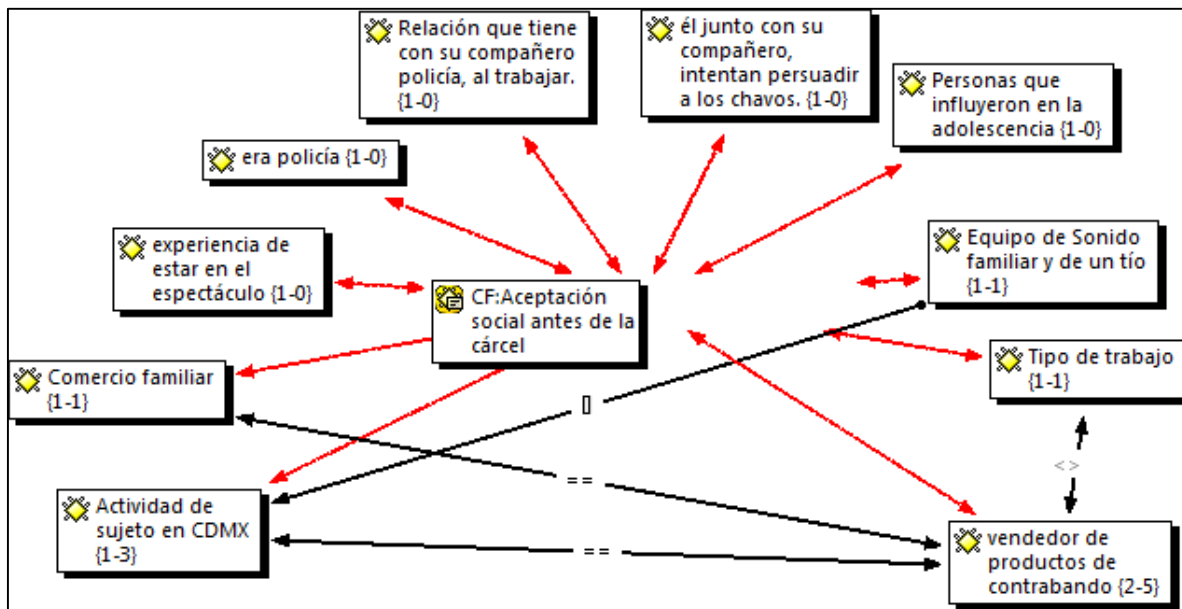 Relación que tiene
con su compañero
policía, al trabajar.
{1-0}
él junto con su
compañero,
intentan persuadir
a los chavos. {1-0}
Personas que
influyeron en la
adolescencia {1-0}
era policía {1-0}
experiencia de
estar en el
espectáculo {1-0}
Equipo de Sonido
familiar y de un tío
{1-1}
CF:Aceptación
social antes de la
cárcel
Comercio familiar
{1-1}
Tipo de trabajo
{1-1}
[]
< >
==
Actividad de
sujeto en CDMX
{1-3}
==
vendedor de
productos de
contrabando {2-5}